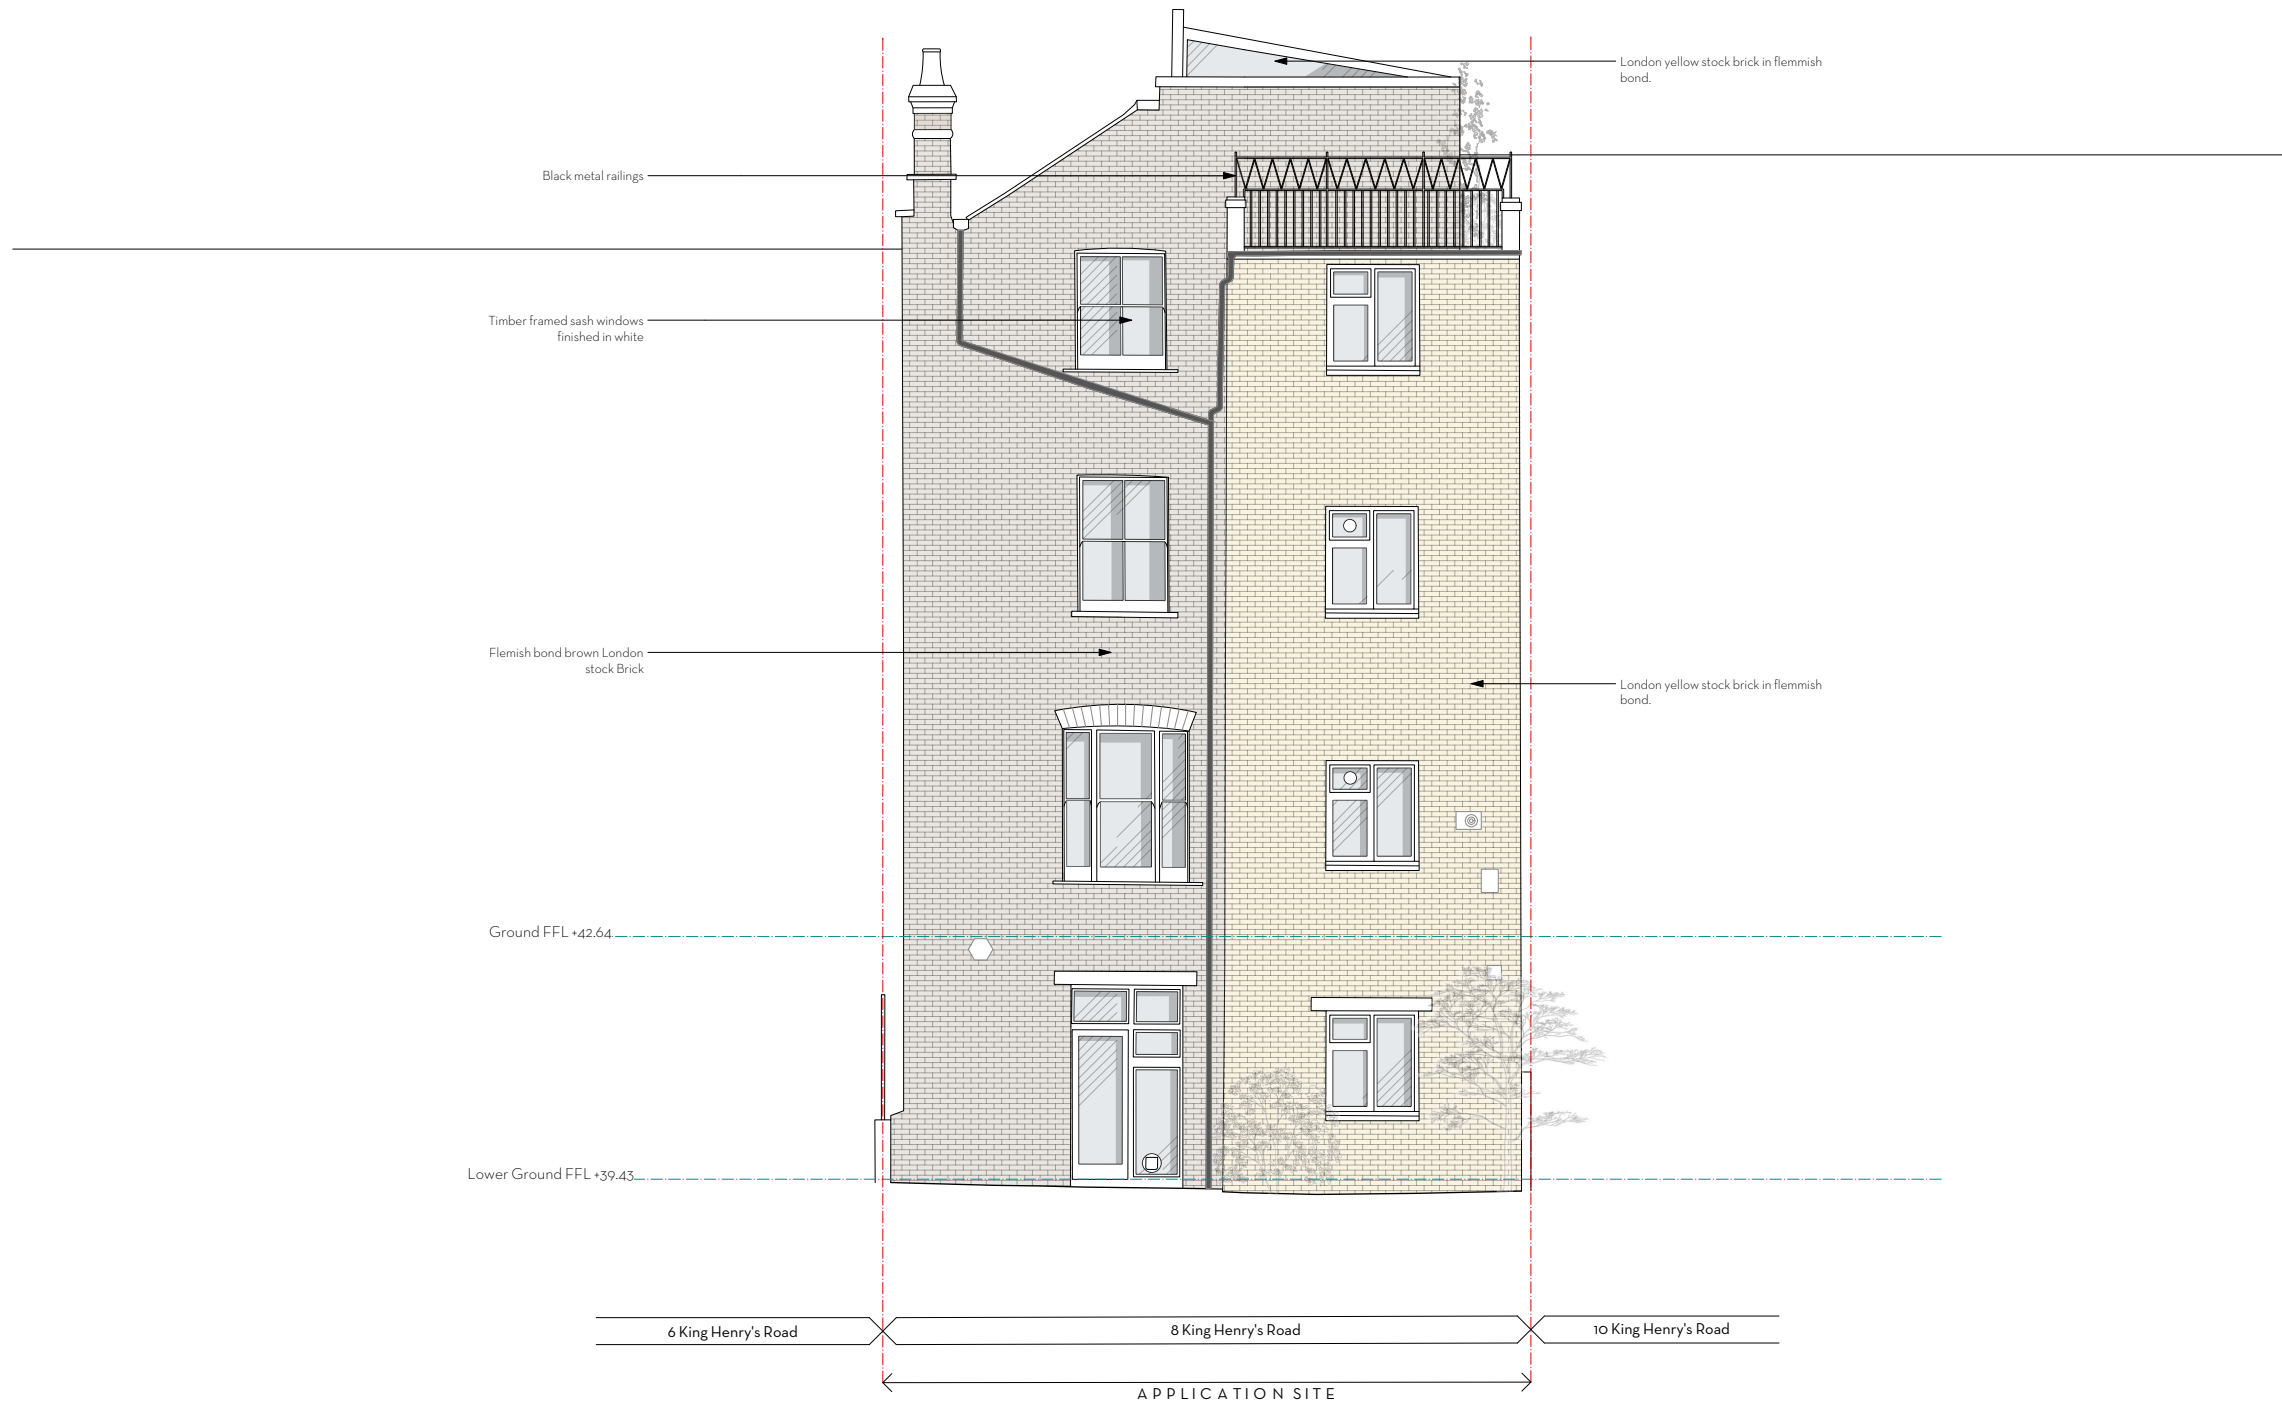 London yellow stock brick in flemmish
bond.
Black metal railings
Timber framed sash windows
finished in white
Flemish bond brown London
stock Brick
London yellow stock brick in flemmish
bond.
Ground FFL +42.64
Lower Ground FFL +39.43
6 King Henry's Road
8 King Henry's Road
10 King Henry's Road
APPLICATION SITE